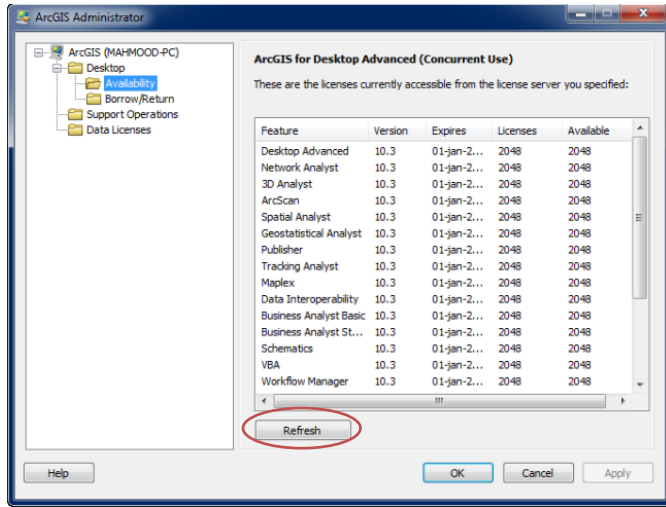 ArcGIS Administrator
ArcGIS (MAHMOOD-PC)
Desktop
Availability
Borrow/Return
Support Operations
Data Licenses
ArcGIS for Desktop Advanced (Concurrent Use)
These are the licenses currently accessible from the license server you specified:
Feature Version Expires Licenses Available
Desktop Advanced 10.3 01-jan-2... 2048 2048
Network Analyst 10.3 01-jan-2... 2048 2048
3D Analyst 10.3 01-jan-2... 2048 2048
ArcScan 10.3 01-jan-2... 2048 2048
Spatial Analyst 10.3 01-jan-2... 2048 2048
Geostatistical Analyst 10.3 01-jan-2... 2048 2048
Publisher 10.3 01-jan-2... 2048 2048
Tracking Analyst 10.3 01-jan-2... 2048 2048
Maplex 10.3 01-jan-2... 2048 2048
Data Interoperability 10.3 01-jan-2... 2048 2048
Business Analyst Basic 10.3 01-jan-2... 2048 2048
Business Analyst St... 10.3 01-jan-2... 2048 2048
Schematics 10.3 01-jan-2... 2048 2048
VBA 10.3 01-jan-2... 2048 2048
Workflow Manager 10.3 01-jan-2... 2048 2048
Refresh
Help OK Cancel Apply